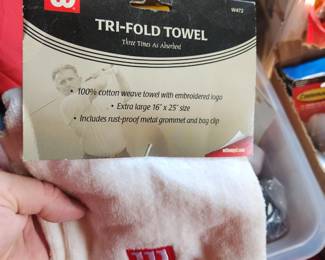 W
W473
TRI-FOLD TOWEL
Three Times As Absorbent
• 100% cotton weave towel with embroidered logo
• Extra large 16" x 25" size
• Includes rust-proof metal grommet and bag clip
W